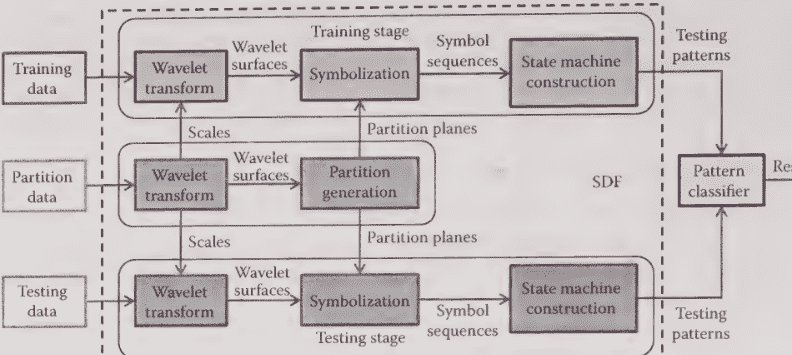 Training stage
Training
data
Wavelet
transform
Wavelet
surfaces
Symbolization
Symbol
sequences
State machine
construction
Testing
patterns
Scales
Partition planes
Partition
data
Wavelet
transform
Wavelet
surfaces
Partition
generation
SDF
Pattern
classifier
Scales
Partition planes
Testing
data
Wavelet
transform
Wavelet
surfaces
Symbolization
Symbol
sequences
State machine
construction
Testing
patterns
Testing stage